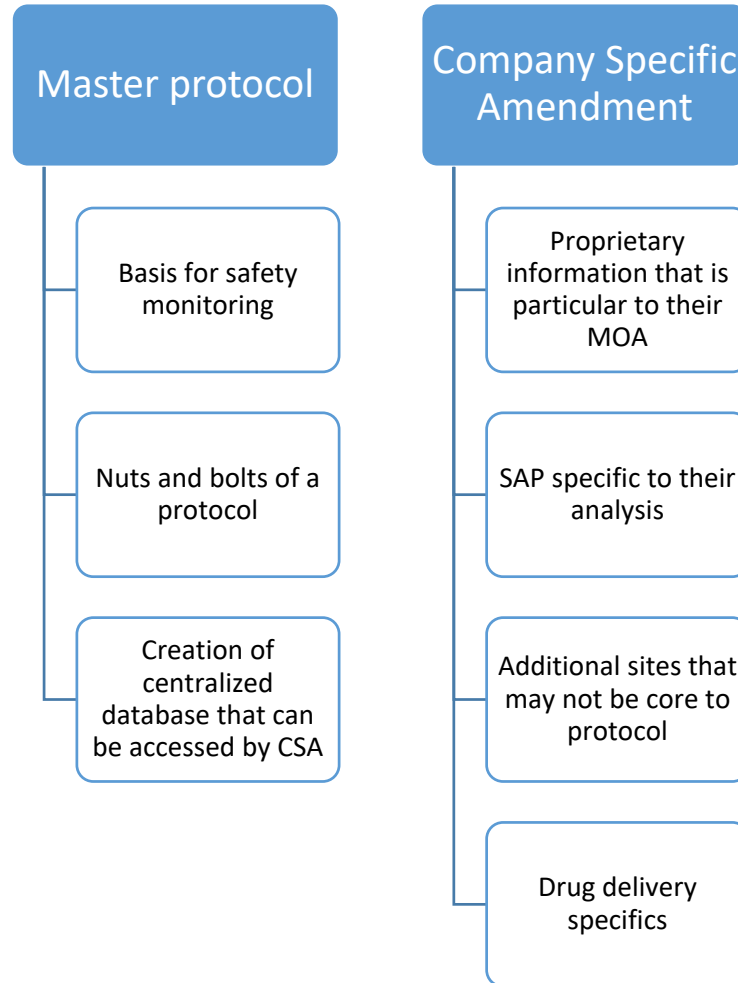 Master protocol
Basis for safety
monitoring
Nuts and bolts of a
protocol
Creation of
centralized
database that can
be accessed by CSA
Company Specific
Amendment
Proprietary
information that is
particular to their
MOA
SAP specific to their
analysis
Additional sites that
may not be core to
protocol
Drug delivery
specifics